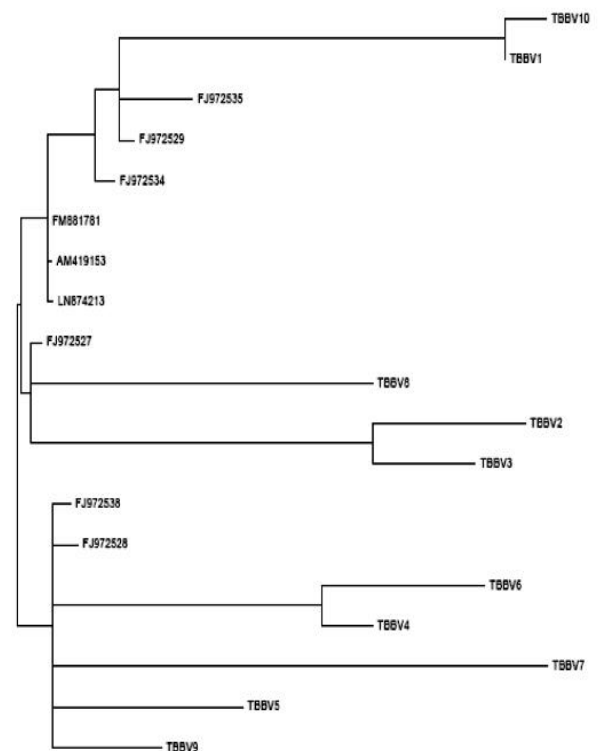 TBBV10
TBBV1
FJ972535
FJ972529
FJ972534
FM881781
AM419153
LN874213
FJ972527
TBBV8
TBBV2
TBBV3
FJ972538
FJ972528
TBBV6
TBBV4
TBBV7
TBBV5
TBBV9